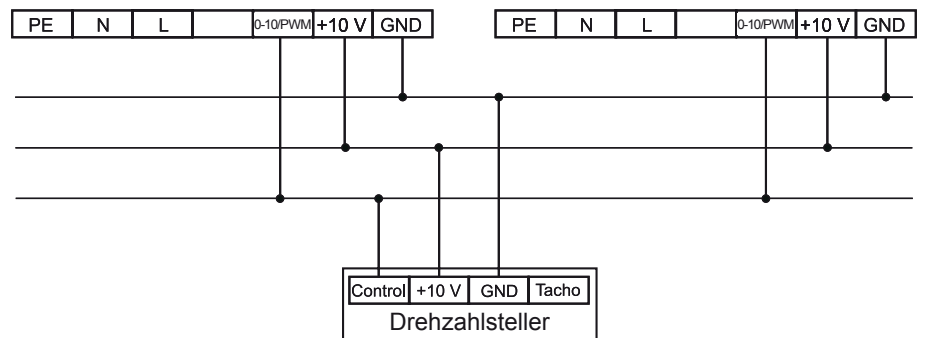 PE N L 0-10/PWM +10 V GND PE N L 0-10/PWM +10 V GND
Control +10 V GND Tacho
Drehzahlsteller